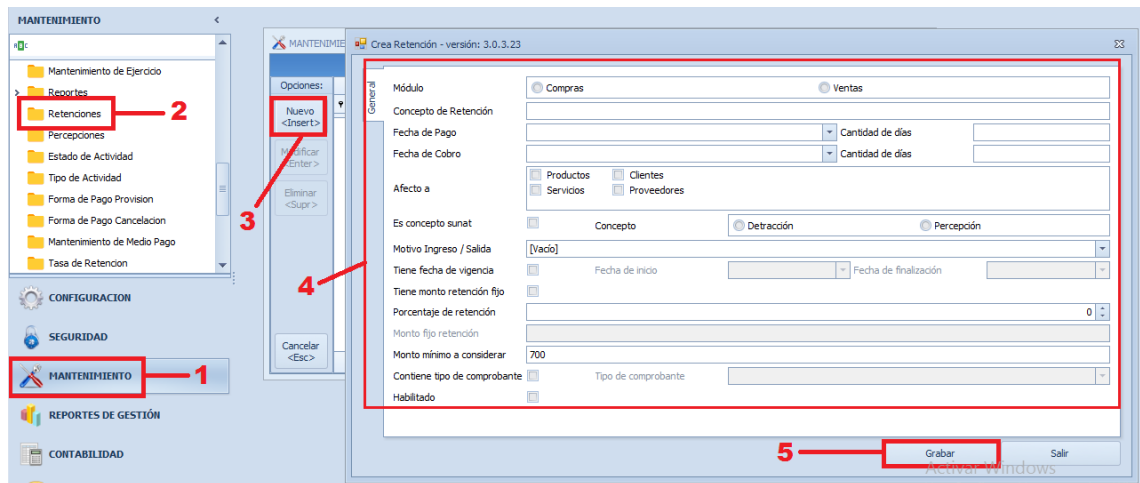 MANTENIMIENTO <
Mantenimiento de Ejercicio
Reportes
Retenciones
2
Percepciones
Estado de Actividad
Tipo de Actividad
Forma de Pago Provision
Forma de Pago Cancelacion
Mantenimiento de Medio Pago
Tasa de Retencion
CONFIGURACION
SEGURIDAD
MANTENIMIENTO
1
REPORTES DE GESTIÓN
CONTABILIDAD
MANTENIMIE
Opciones:
Nuevo
<Insert>
3
Modificar
<Enter>
Eliminar
<Supr>
Cancelar
<Esc>
Crea Retención - versión: 3.0.3.23
General
4
Módulo Compras Ventas
Concepto de Retención
Fecha de Pago Cantidad de días
Fecha de Cobro Cantidad de días
Afecto a
Productos Clientes
Servicios Proveedores
Es concepto sunat Concepto Detracción Percepción
Motivo Ingreso / Salida [Vacío]
Tiene fecha de vigencia Fecha de inicio Fecha de finalización
Tiene monto retención fijo
Porcentaje de retención 0
Monto fijo retención
Monto mínimo a considerar 700
Contiene tipo de comprobante Tipo de comprobante
Habilitado
5
Grabar Salir
Activar Windows